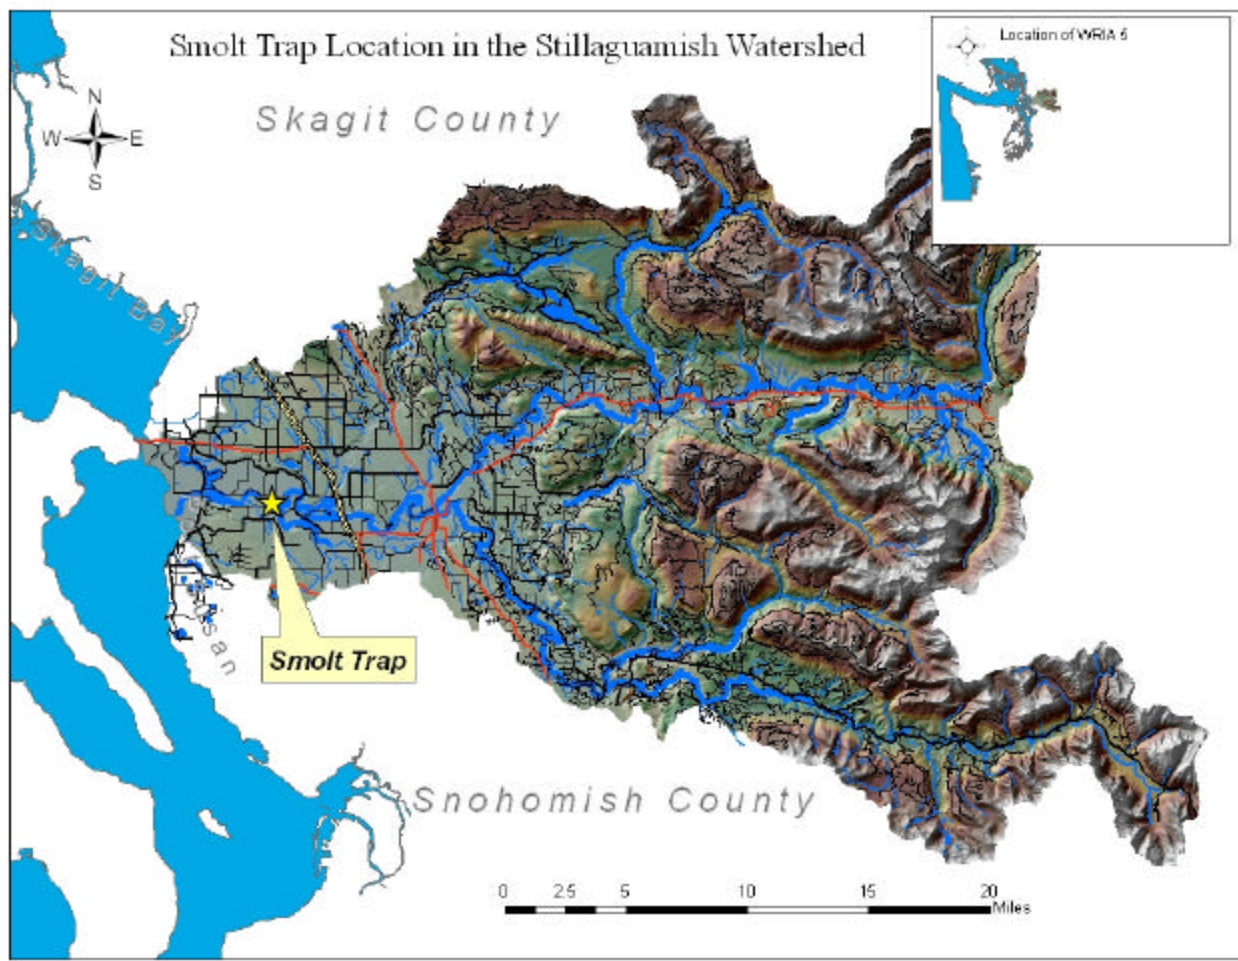 Smolt Trap Location in the Stillaguamish Watershed
Location of WRIA 5
Skagit County
N
W E
S
Skagit Bay
Smolt Trap
Snohomish County
0 2.5 5 10 15 20
Miles